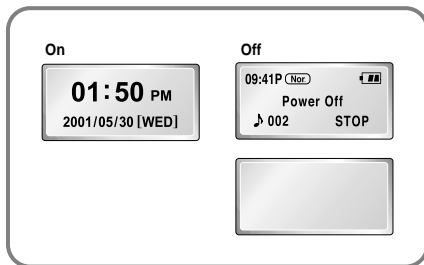 On
01:50 PM
2001/05/30 [WED]
Off
09:41P Nor.
Power Off
♪ 002 STOP